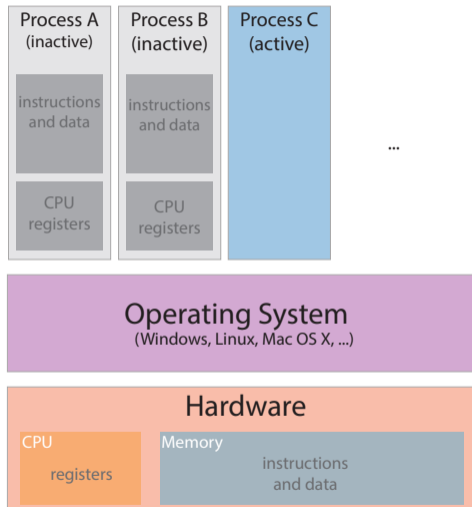 Process A
(inactive)
instructions
and data
CPU
registers
Process B
(inactive)
instructions
and data
CPU
registers
Process C
(active)
...
Operating System
(Windows, Linux, Mac OS X, ...)
Hardware
CPU
registers
Memory
instructions
and data